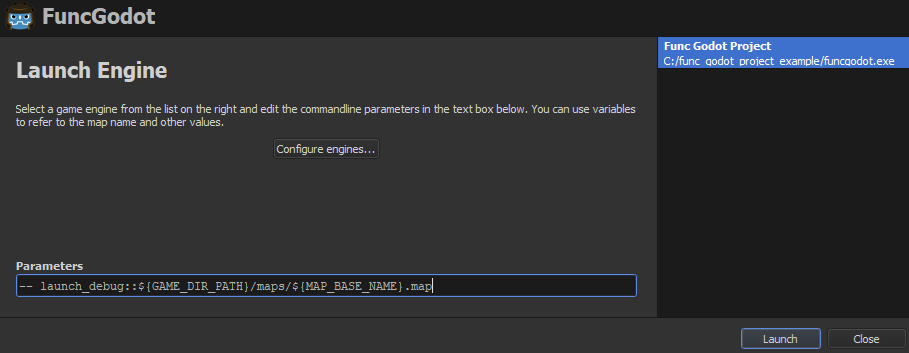 FuncGodot
Launch Engine
Select a game engine from the list on the right and edit the commandline parameters in the text box below. You can use variables
to refer to the map name and other values.
Configure engines...
Parameters
-- launch_debug::${GAME_DIR_PATH}/maps/${MAP_BASE_NAME}.map
Func Godot Project
C:/func_godot_project_example/funcgodot.exe
Launch
Close